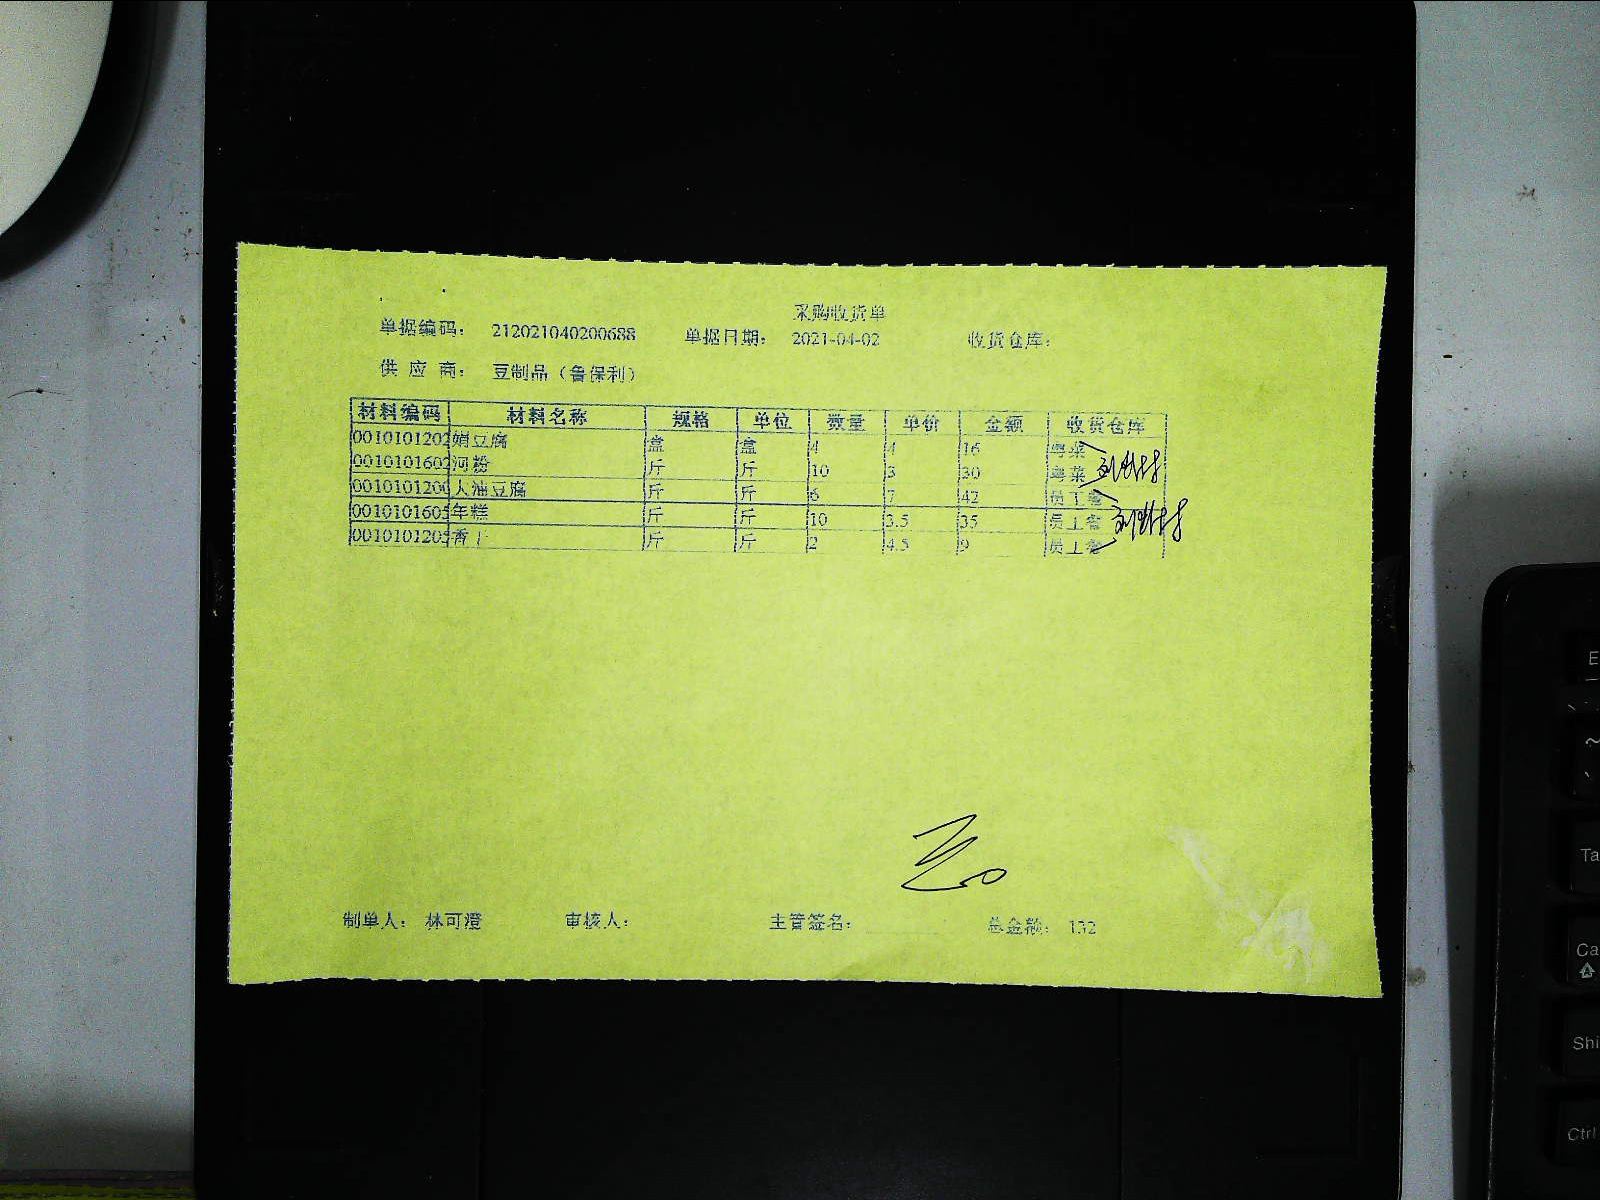 采购收货单
单据编码： 212021040200688 单据日期： 2021-04-02 收货仓库：
供 应 商： 豆制品（鲁保利）
材料编码 材料名称 规格 单位 数量 单价 金额 收货仓库
0010101202 娟豆腐 盒 盒 4 4 16 粤菜
0010101602 河粉 斤 斤 10 3 30 粤菜
0010101200 大油豆腐 斤 斤 6 7 42 员工餐
0010101605 年糕 斤 斤 10 3.5 35 员工餐
0010101205 香干 斤 斤 2 4.5 9 员工餐
制单人： 林可澄 审核人： 主管签名： 总金额： 132
E
~
Ta
Ca
Shi
Ctrl